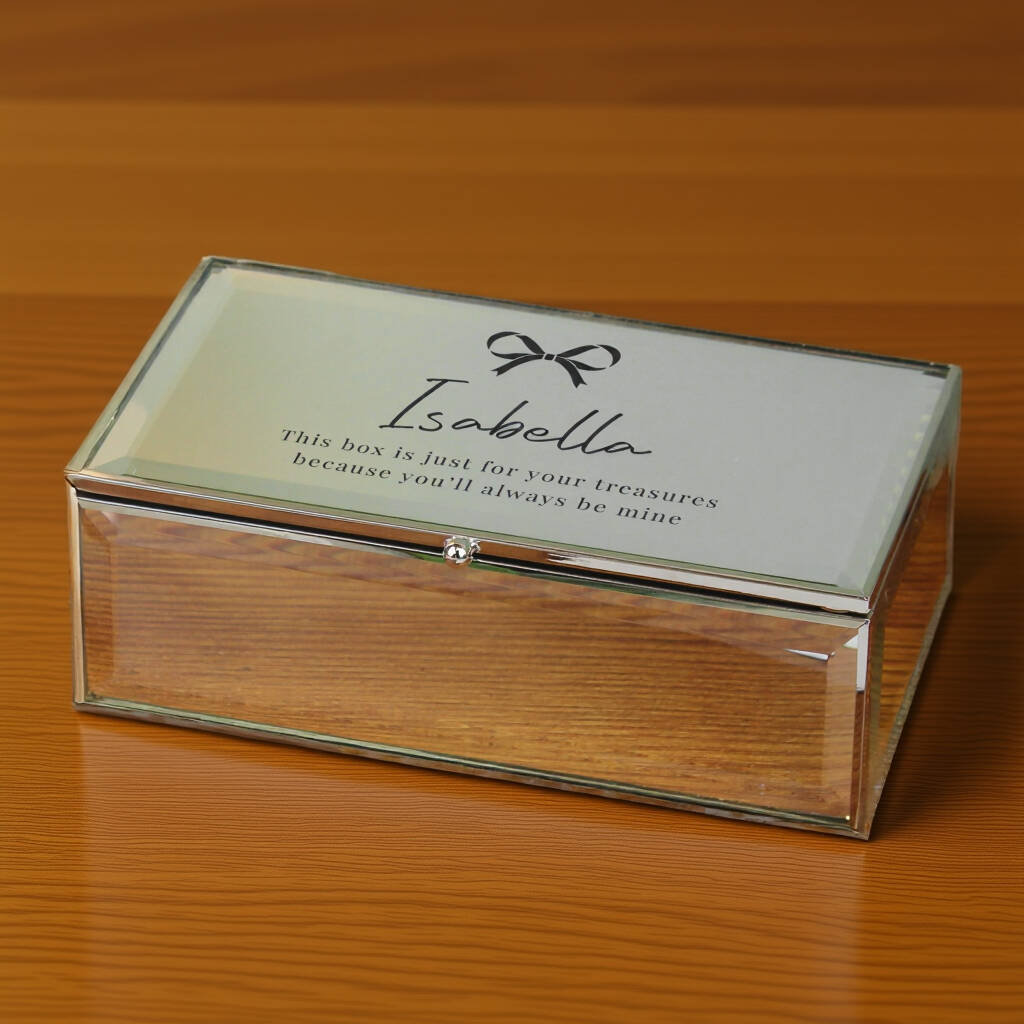 Isabella
This box is just for your treasures
because you'll always be mine